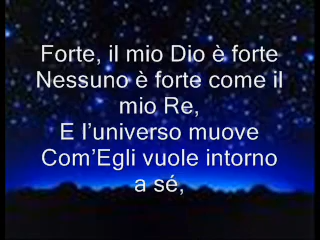 Forte, il mio Dio è forte
Nessuno è forte come il
mio Re,
E l'universo muove
Com'Egli vuole intorno
a sé,